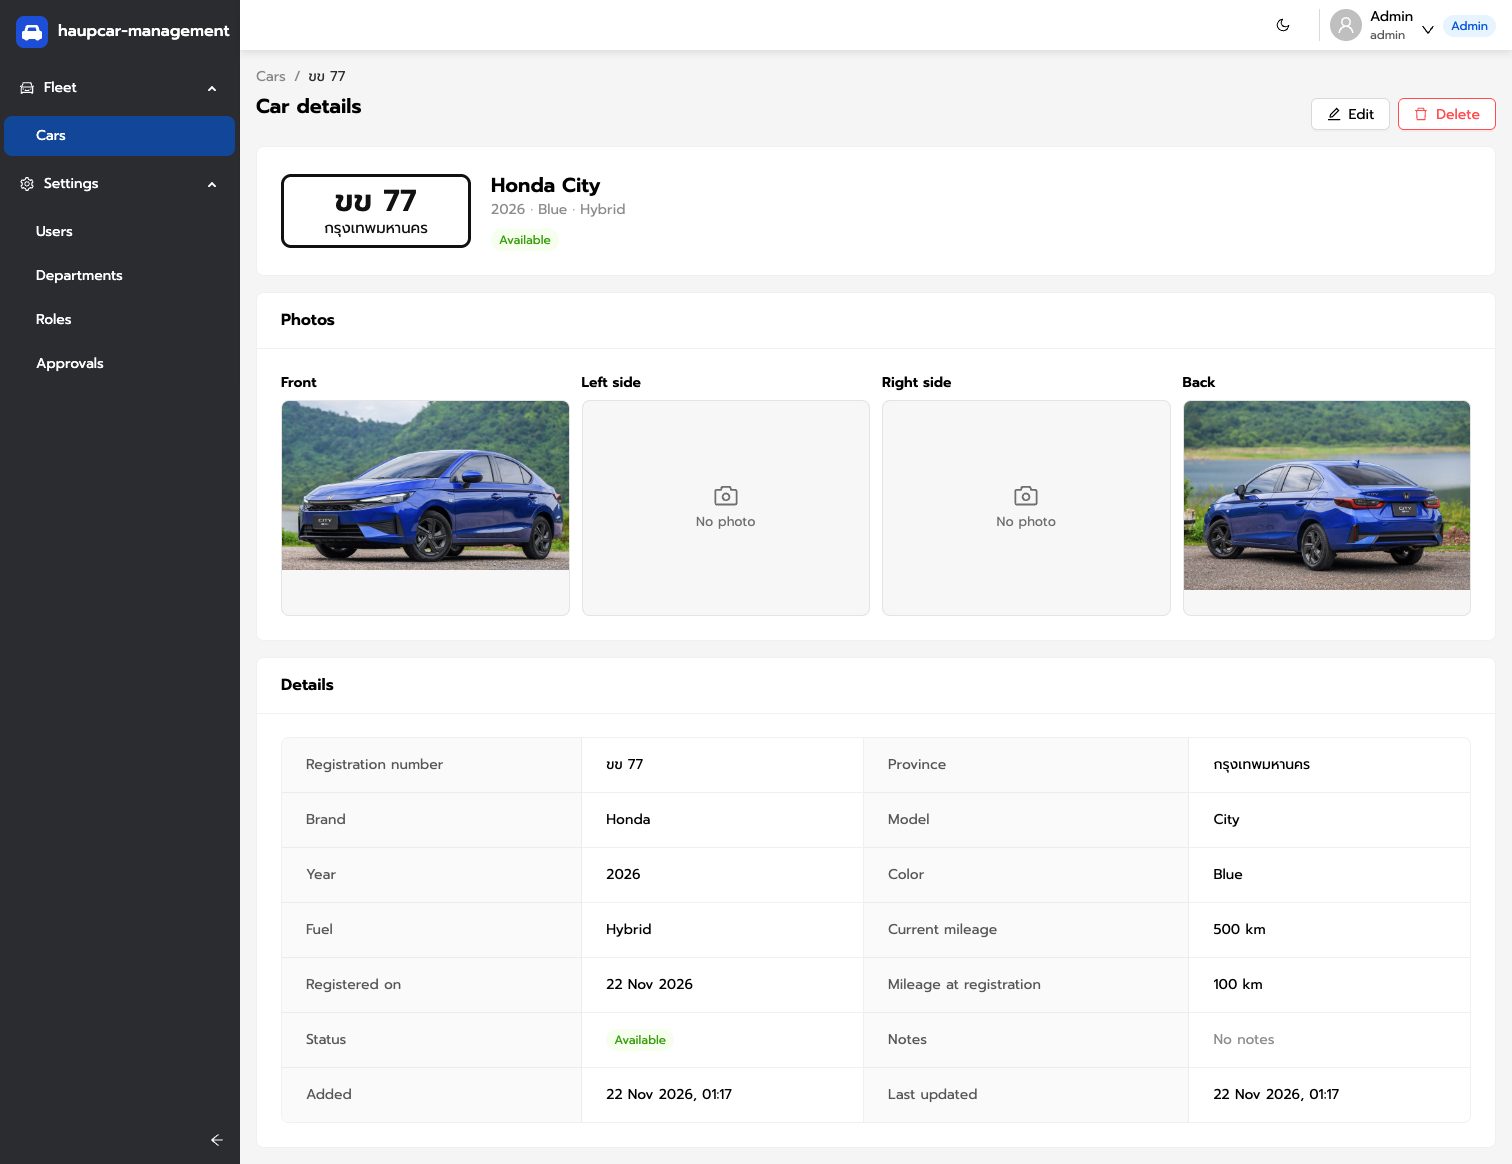 haupcar-management
Admin
admin
Admin
Fleet
Cars
Settings
Users
Departments
Roles
Approvals
Cars / ขข 77
Car details
Edit
Delete
ขข 77
กรุงเทพมหานคร
Honda City
2026 · Blue · Hybrid
Available
Photos
Front
Left side
Right side
Back
CITY
No photo
No photo
CITY
Details
Registration number
ขข 77
Province
กรุงเทพมหานคร
Brand
Honda
Model
City
Year
2026
Color
Blue
Fuel
Hybrid
Current mileage
500 km
Registered on
22 Nov 2026
Mileage at registration
100 km
Status
Available
Notes
No notes
Added
22 Nov 2026, 01:17
Last updated
22 Nov 2026, 01:17